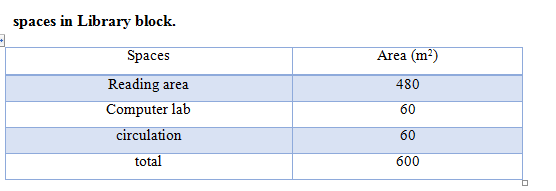 spaces in Library block.
Spaces Area (m²)
Reading area 480
Computer lab 60
circulation 60
total 600